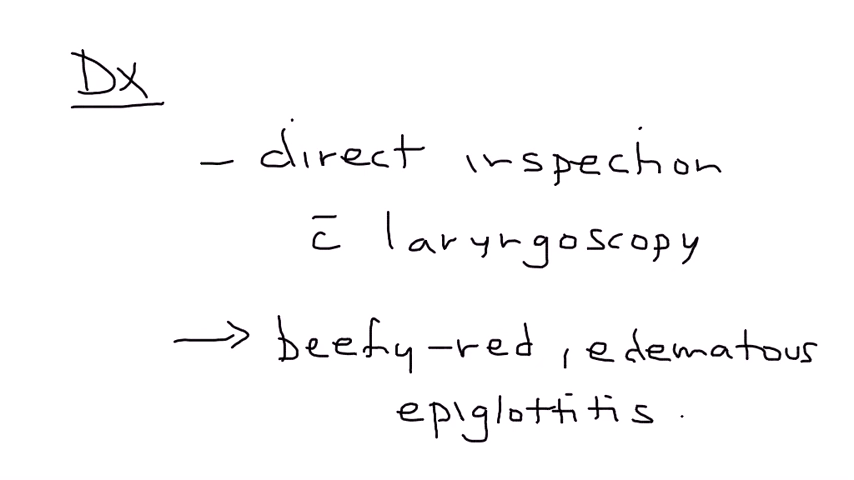 Dx
- direct inspection
c̄ laryngoscopy
→ beefy-red, edematous
epiglottitis.